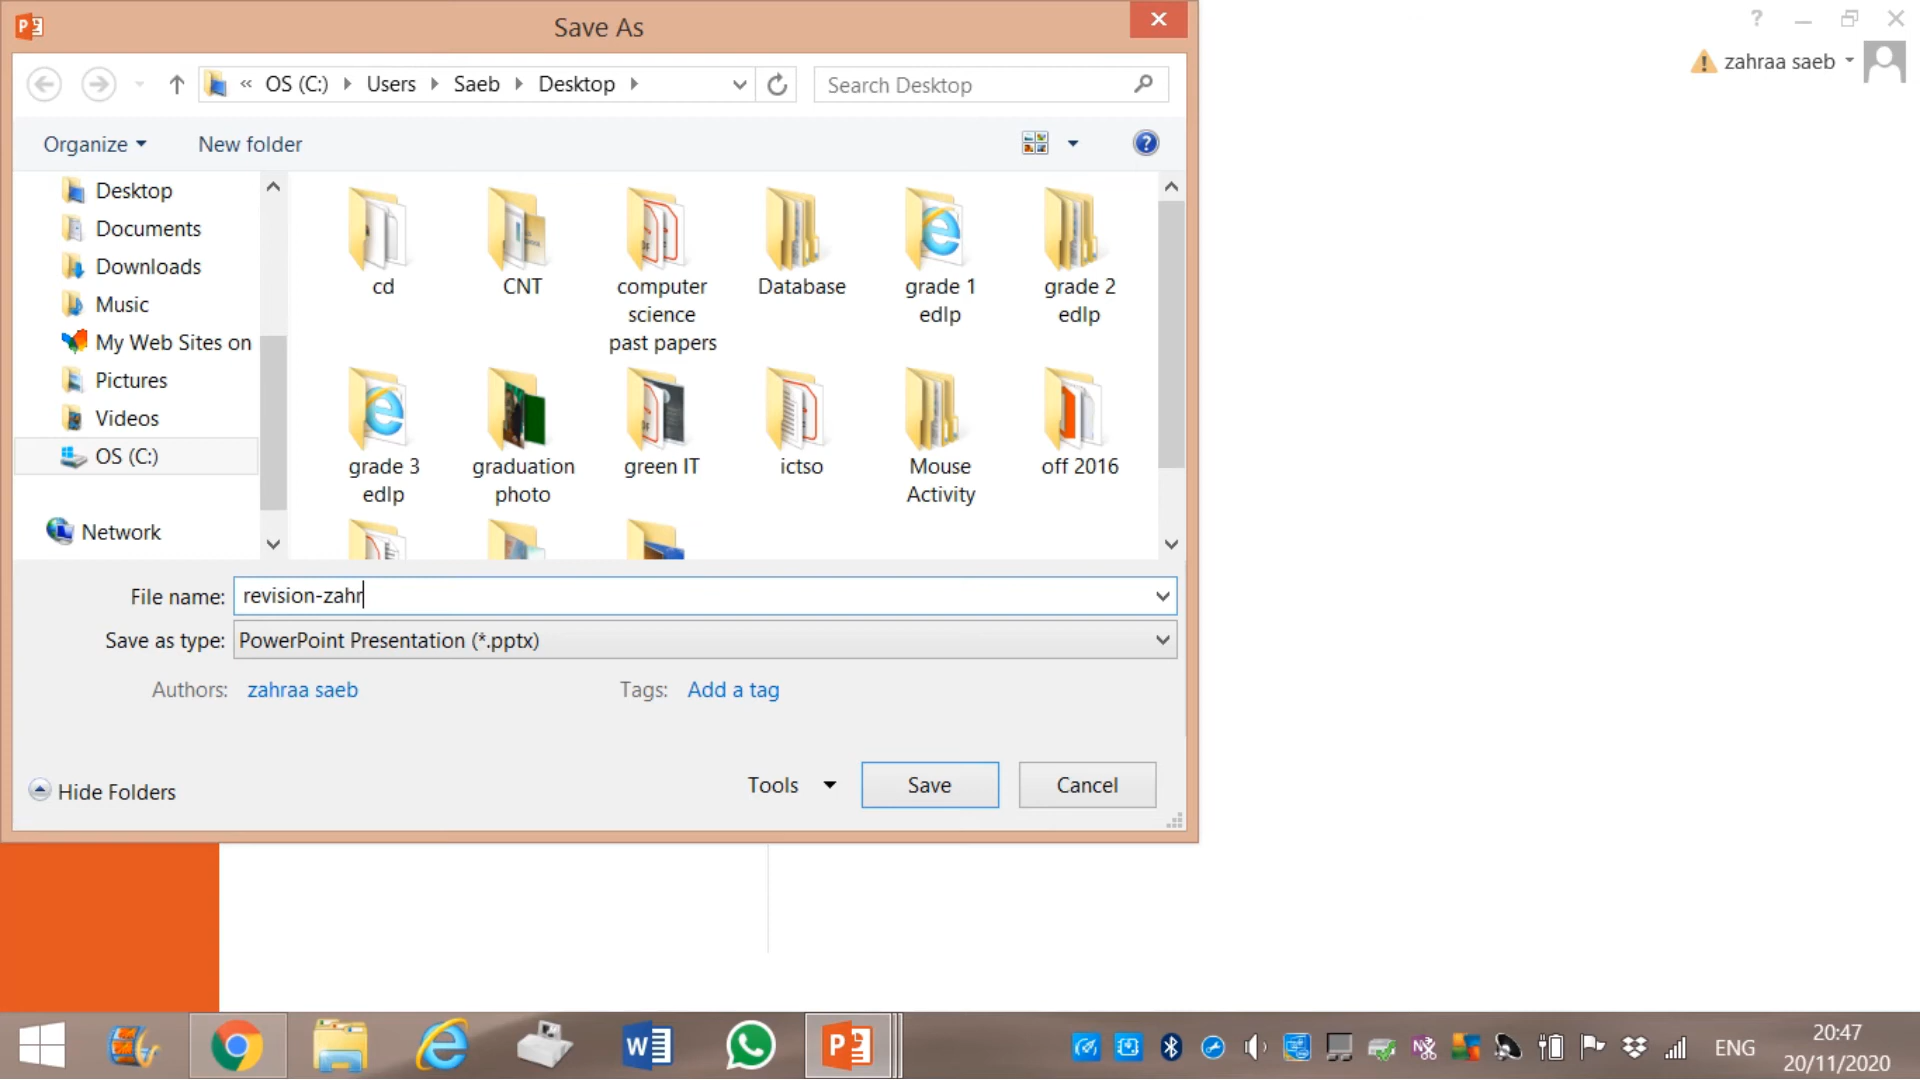 Save As
« OS (C:) Users Saeb Desktop
Search Desktop
zahraa saeb
Organize
New folder
Desktop
Documents
Downloads
Music
My Web Sites on
Pictures
Videos
OS (C:)
Network
cd
CNT
computer
science
past papers
Database
grade 1
edlp
grade 2
edlp
grade 3
edlp
graduation
photo
green IT
ictso
Mouse
Activity
off 2016
File name: revision-zahr
Save as type: PowerPoint Presentation (*.pptx)
Authors: zahraa saeb
Tags: Add a tag
Hide Folders
Tools
Save
Cancel
ENG
20:47
20/11/2020